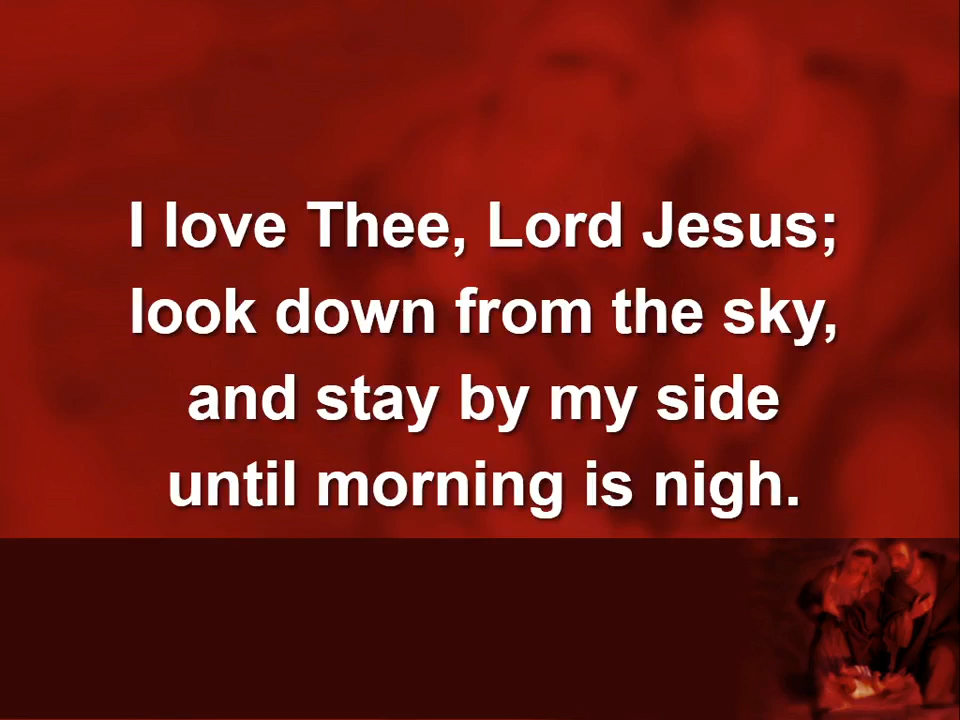 I love Thee, Lord Jesus;
look down from the sky,
and stay by my side
until morning is nigh.